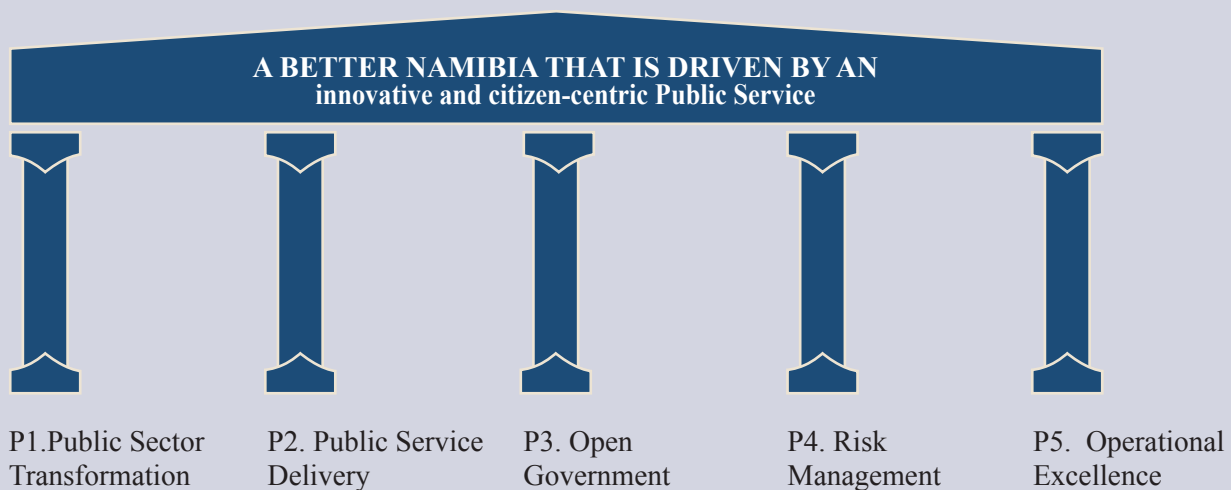 A BETTER NAMIBIA THAT IS DRIVEN BY AN
innovative and citizen-centric Public Service
P1.Public Sector
Transformation
P2. Public Service
Delivery
P3. Open
Government
P4. Risk
Management
P5. Operational
Excellence